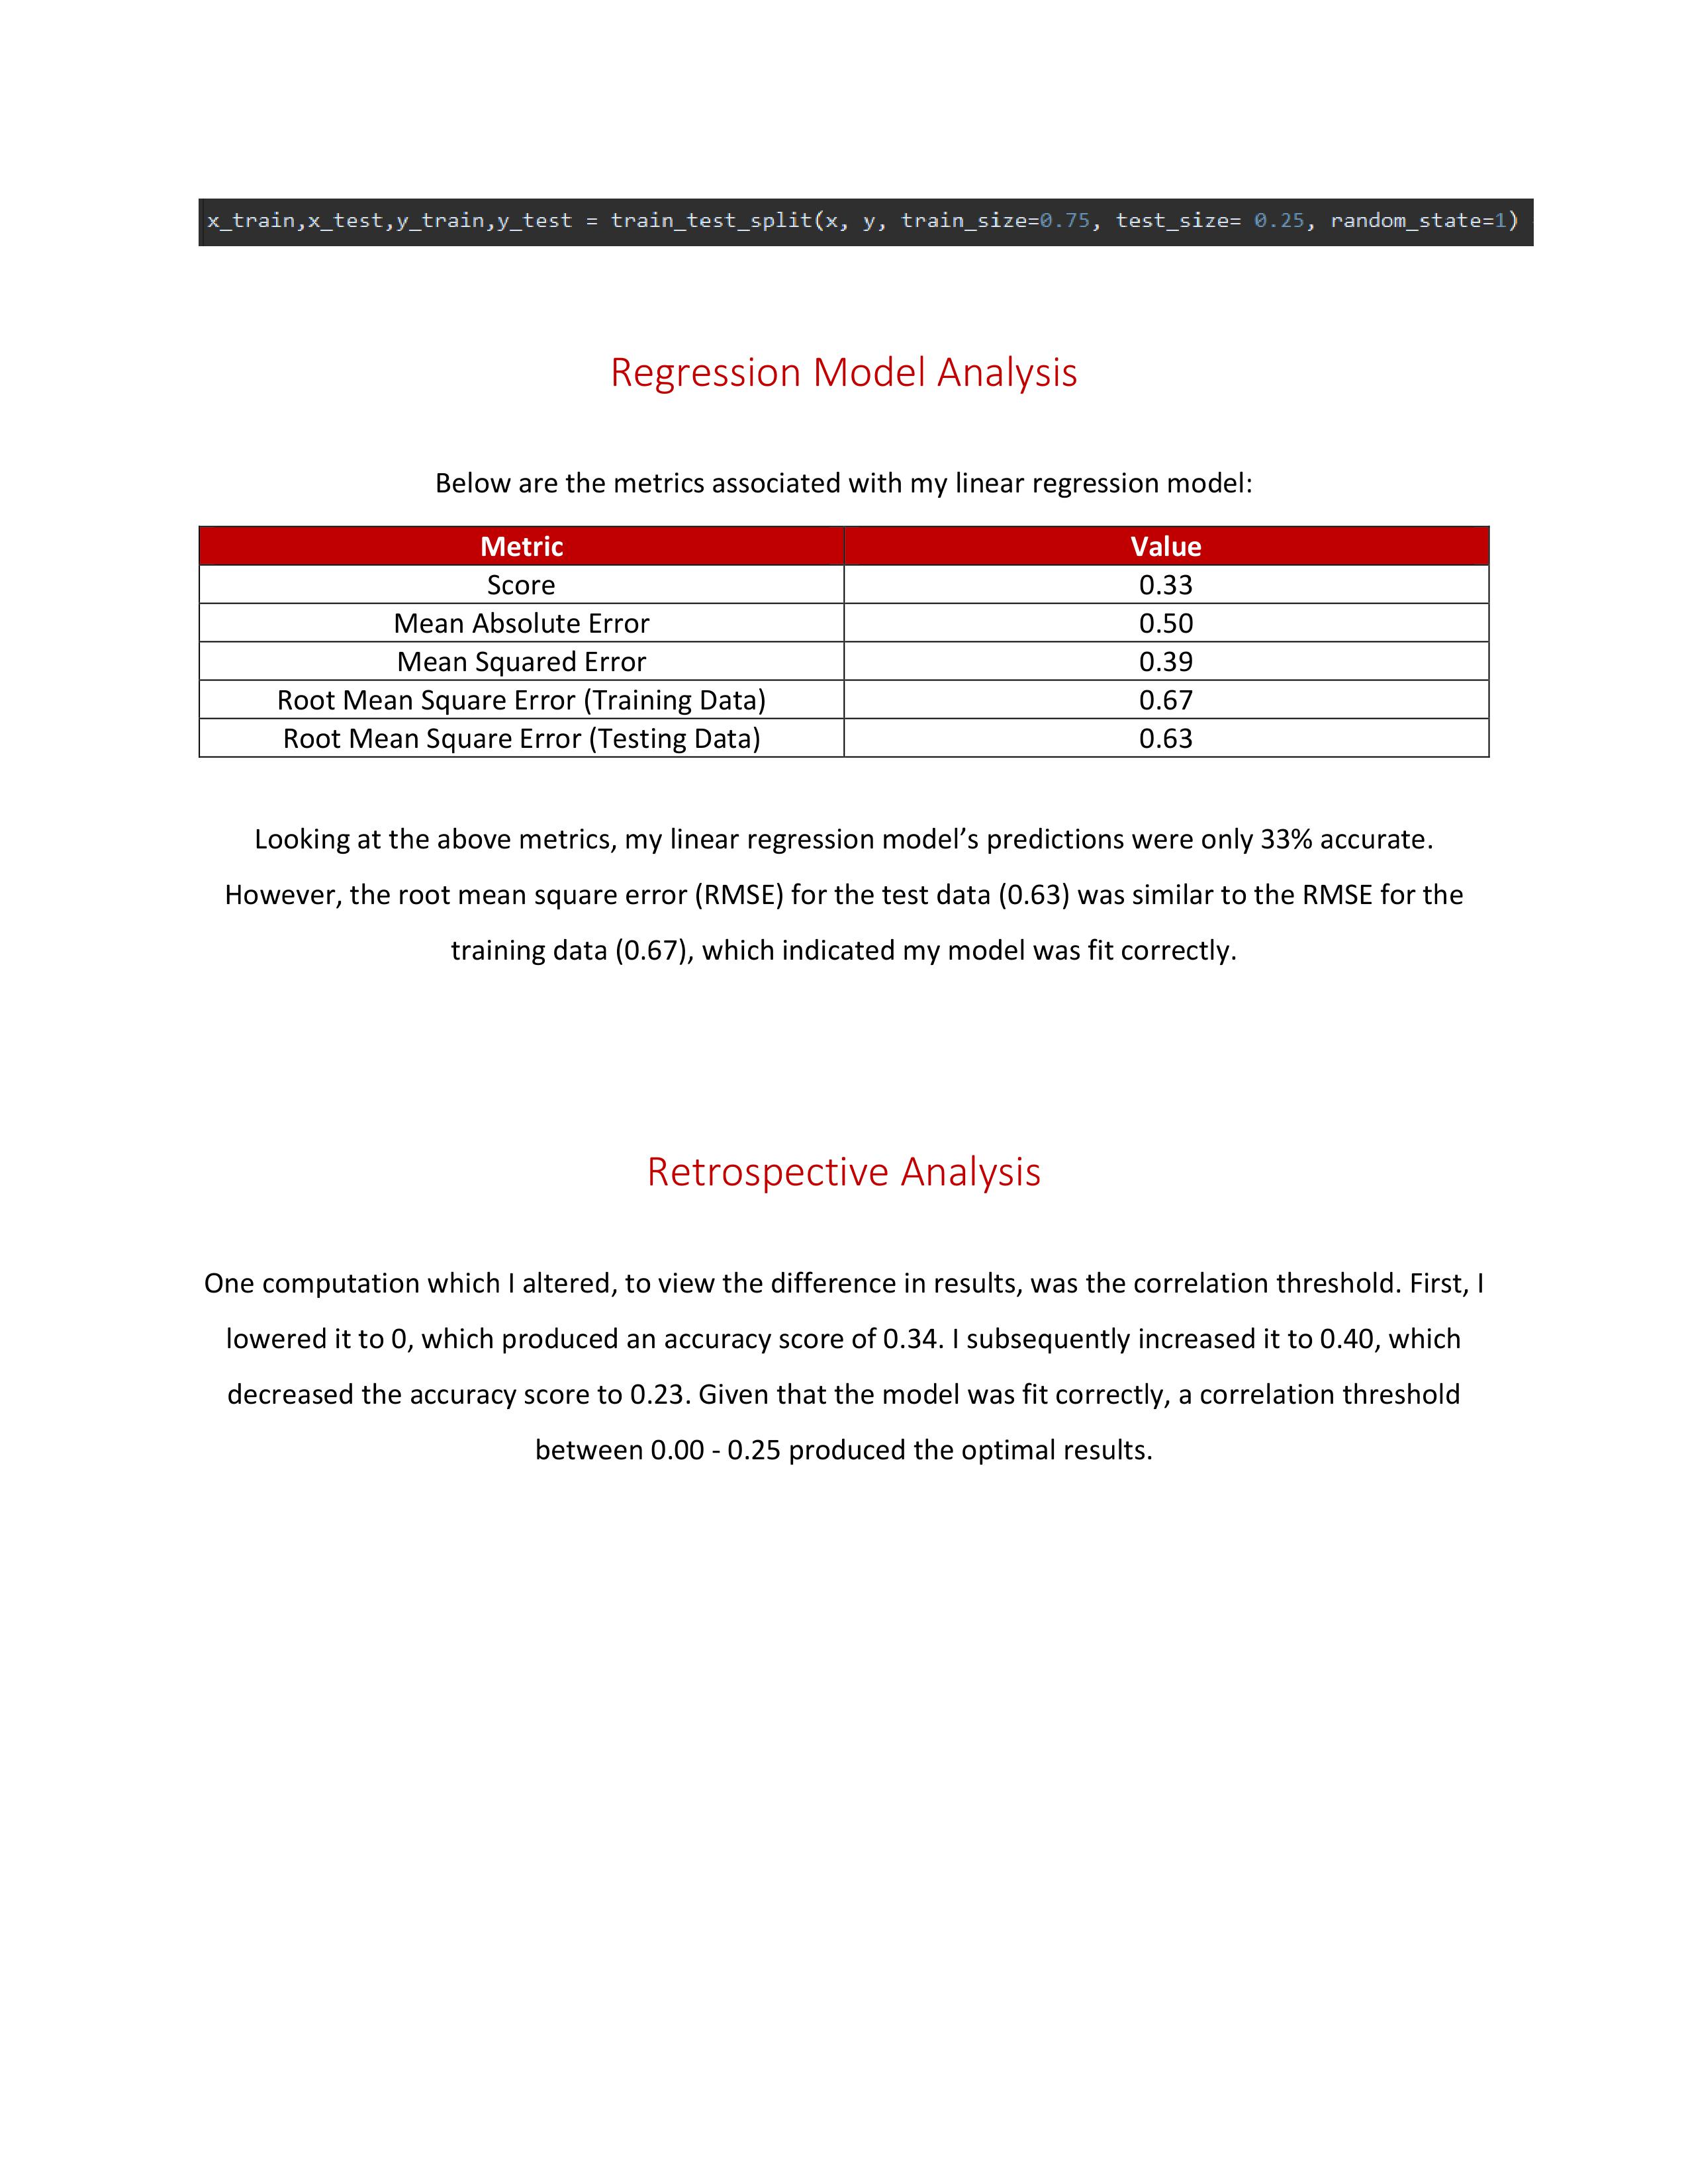 x_train,x_test,y_train,y_test = train_test_split(x, y, train_size=0.75, test_size= 0.25, random_state=1)
Regression Model Analysis
Below are the metrics associated with my linear regression model:
Metric Value
Score 0.33
Mean Absolute Error 0.50
Mean Squared Error 0.39
Root Mean Square Error (Training Data) 0.67
Root Mean Square Error (Testing Data) 0.63
Looking at the above metrics, my linear regression model’s predictions were only 33% accurate.
However, the root mean square error (RMSE) for the test data (0.63) was similar to the RMSE for the
training data (0.67), which indicated my model was fit correctly.
Retrospective Analysis
One computation which I altered, to view the difference in results, was the correlation threshold. First, I
lowered it to 0, which produced an accuracy score of 0.34. I subsequently increased it to 0.40, which
decreased the accuracy score to 0.23. Given that the model was fit correctly, a correlation threshold
between 0.00 - 0.25 produced the optimal results.